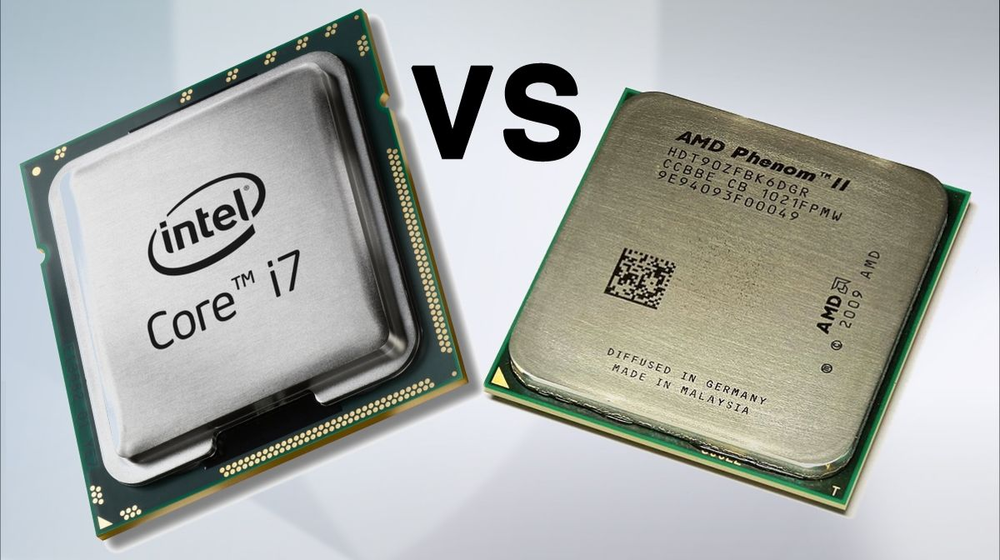 VS
intel®
Core™ i7
AMD Phenom™ II
HDT90ZFBK6DGR
CCBBE CB 1021FPMW
9E94093F00049
AMD
© 2009 AMD
DIFFUSED IN GERMANY
MADE IN MALAYSIA
T